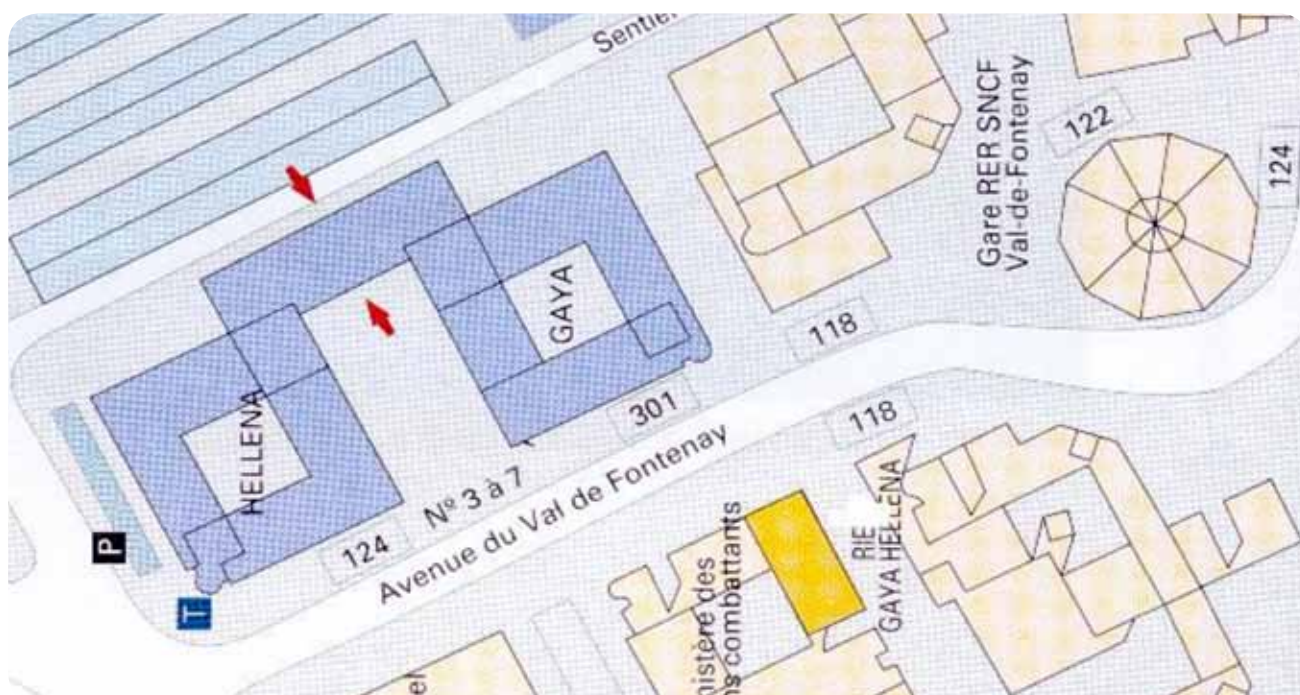 Sentier
Gare RER SNCF
Val-de-Fontenay
122
124
GAYA
118
HELLENA
301
118
Nº 3 à 7
124
Avenue du Val de Fontenay
P
T
RIE
GAYA HELLENA
combattants